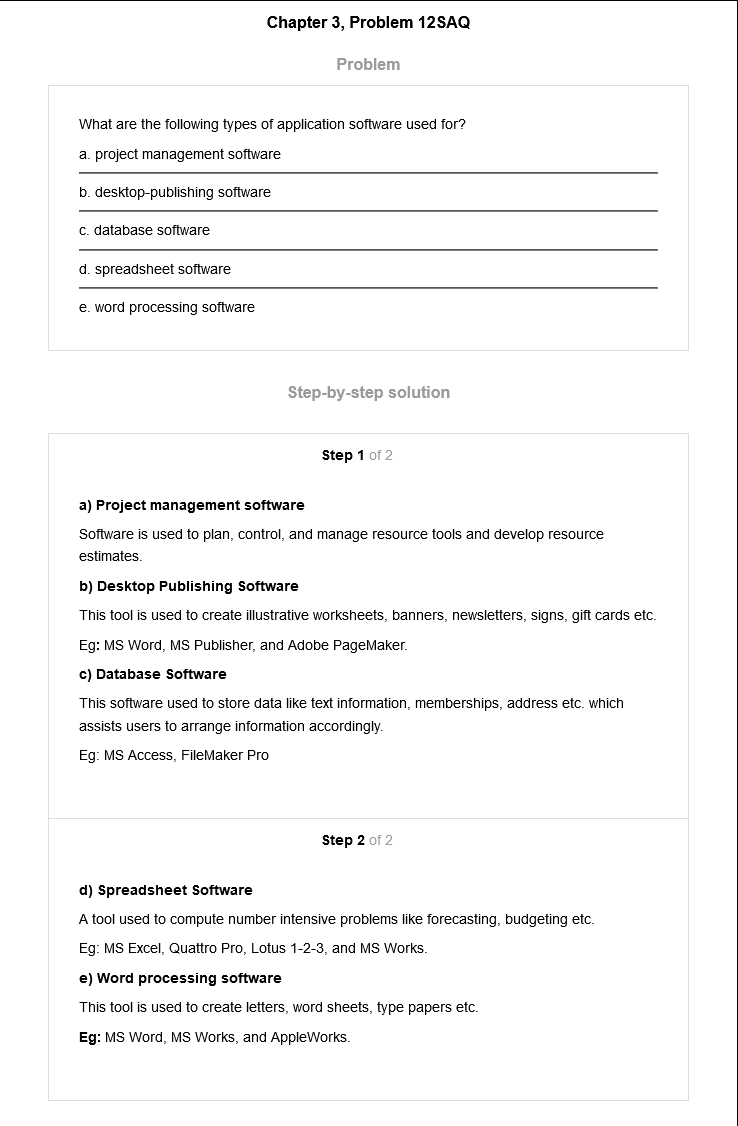 Chapter 3, Problem 12SAQ
Problem
What are the following types of application software used for?
a. project management software
b. desktop-publishing software
c. database software
d. spreadsheet software
e. word processing software
Step-by-step solution
Step 1 of 2
a) Project management software
Software is used to plan, control, and manage resource tools and develop resource
estimates.
b) Desktop Publishing Software
This tool is used to create illustrative worksheets, banners, newsletters, signs, gift cards etc.
Eg: MS Word, MS Publisher, and Adobe PageMaker.
c) Database Software
This software used to store data like text information, memberships, address etc. which
assists users to arrange information accordingly.
Eg: MS Access, FileMaker Pro
Step 2 of 2
d) Spreadsheet Software
A tool used to compute number intensive problems like forecasting, budgeting etc.
Eg: MS Excel, Quattro Pro, Lotus 1-2-3, and MS Works.
e) Word processing software
This tool is used to create letters, word sheets, type papers etc.
Eg: MS Word, MS Works, and AppleWorks.